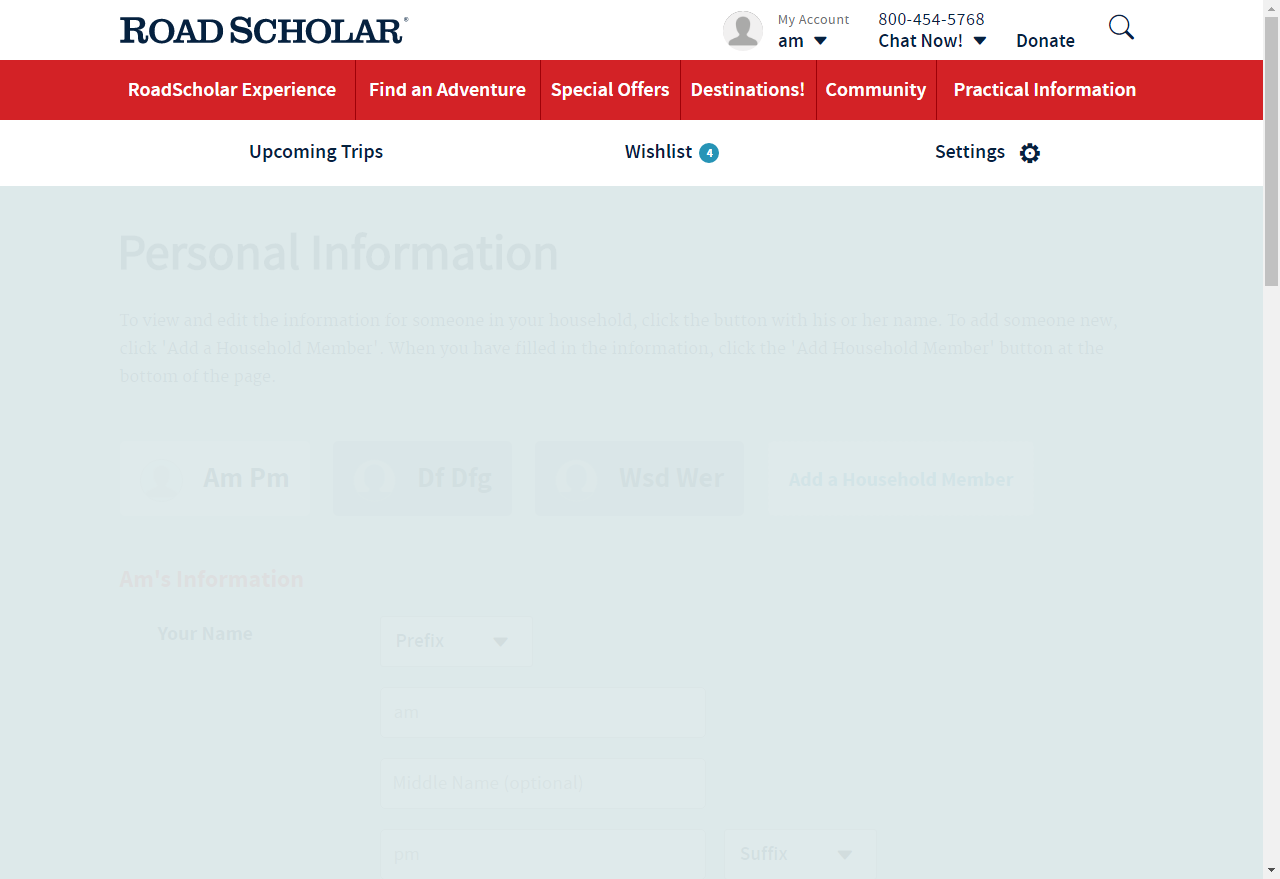 ROAD SCHOLAR®
My Account
am
800-454-5768
Chat Now!
Donate
RoadScholar Experience
Find an Adventure
Special Offers
Destinations!
Community
Practical Information
Upcoming Trips
Wishlist 4
Settings
Personal Information
To view and edit the information for someone in your household, click the button with his or her name. To add someone new,
click 'Add a Household Member'. When you have filled in the information, click the 'Add Household Member' button at the
bottom of the page.
Am Pm
Df Dfg
Wsd Wer
Add a Household Member
Am's Information
Your Name
Prefix
am
Middle Name (optional)
pm
Suffix